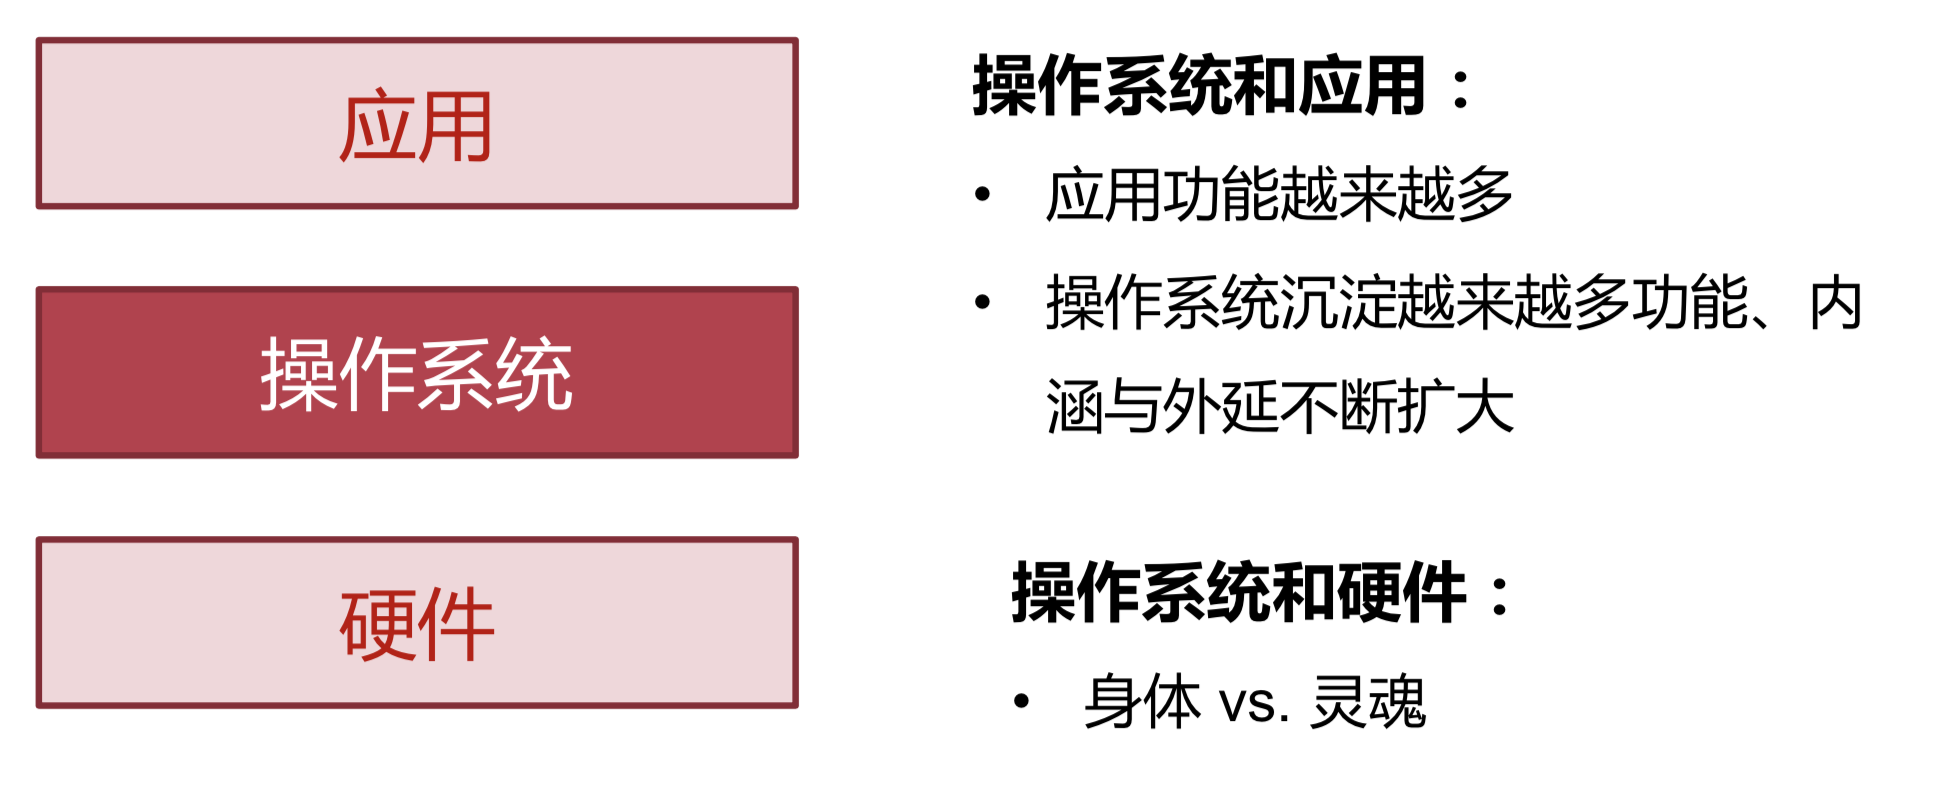 应用
操作系统
硬件
操作系统和应用：
• 应用功能越来越多
• 操作系统沉淀越来越多功能、内
涵与外延不断扩大
操作系统和硬件：
• 身体 vs. 灵魂